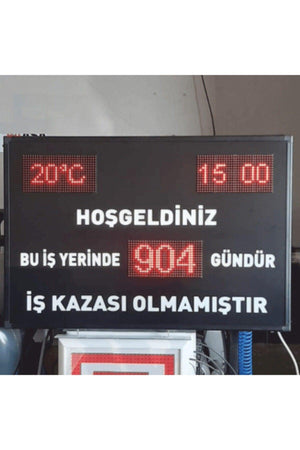 20°C 15 00
HOŞGELDİNİZ
BU İŞ YERİNDE 904 GÜNDÜR
İŞ KAZASI OLMAMIŞTIR